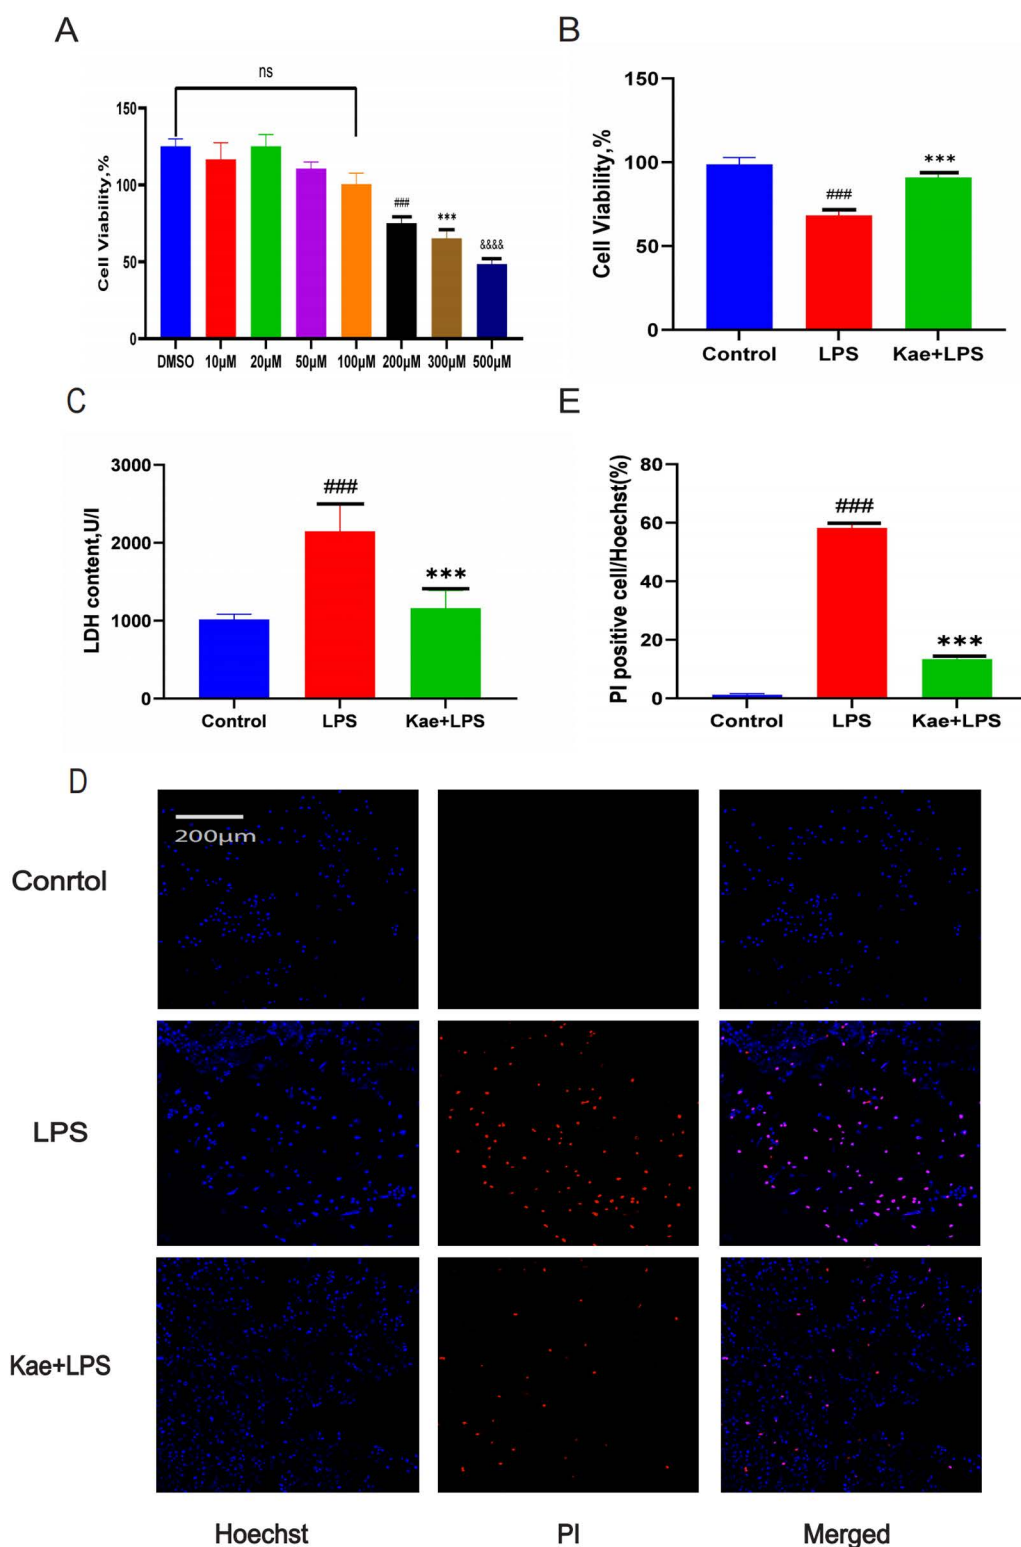 A
ns
Cell Viability,%
150
100
50
0
###
***
&&&&
DMSO
10μM
20μM
50μM
100μM
200μM
300μM
500μM
B
Cell Viability,%
150
100
50
0
###
***
Control
LPS
Kae+LPS
C
LDH content,U/l
3000
2000
1000
0
###
***
Control
LPS
Kae+LPS
E
PI positive cell/Hoechst(%)
80
60
40
20
0
###
***
Control
LPS
Kae+LPS
D
200μm
Conrtol
LPS
Kae+LPS
Hoechst
PI
Merged